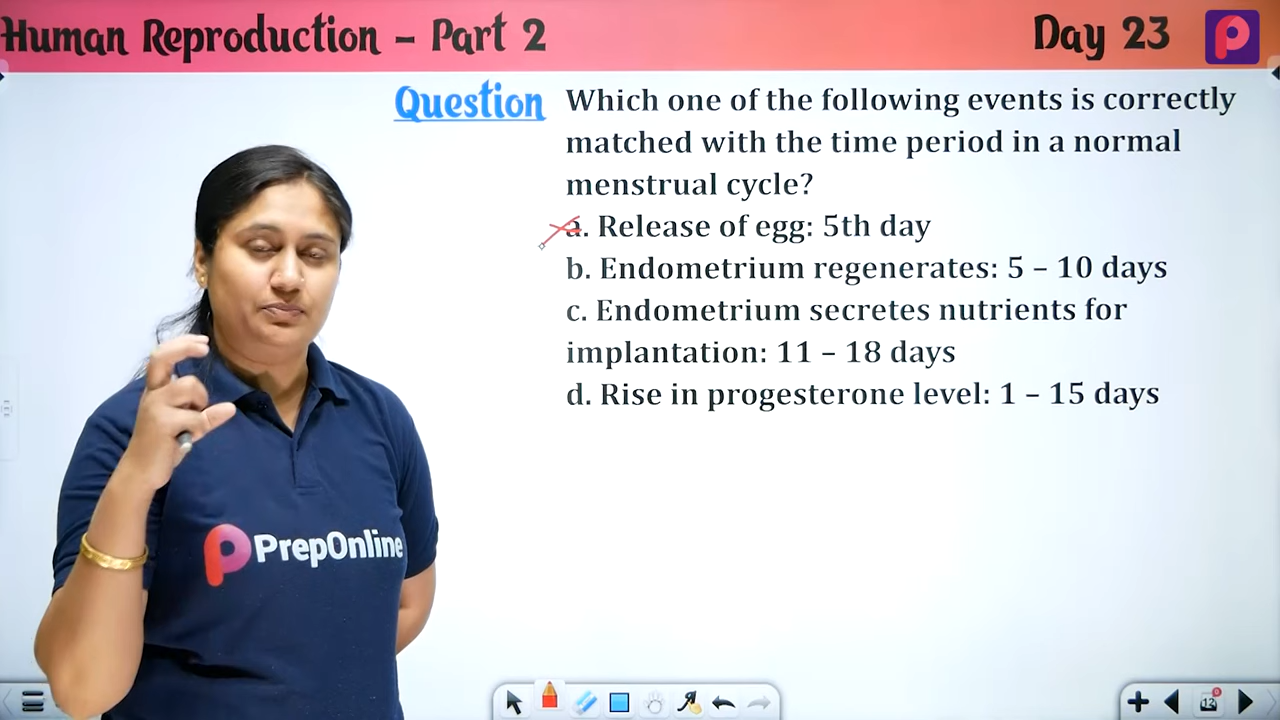 Human Reproduction – Part 2
Day 23
Question
Which one of the following events is correctly
matched with the time period in a normal
menstrual cycle?
a. Release of egg: 5th day
b. Endometrium regenerates: 5 – 10 days
c. Endometrium secretes nutrients for
implantation: 11 – 18 days
d. Rise in progesterone level: 1 – 15 days
PrepOnline
12